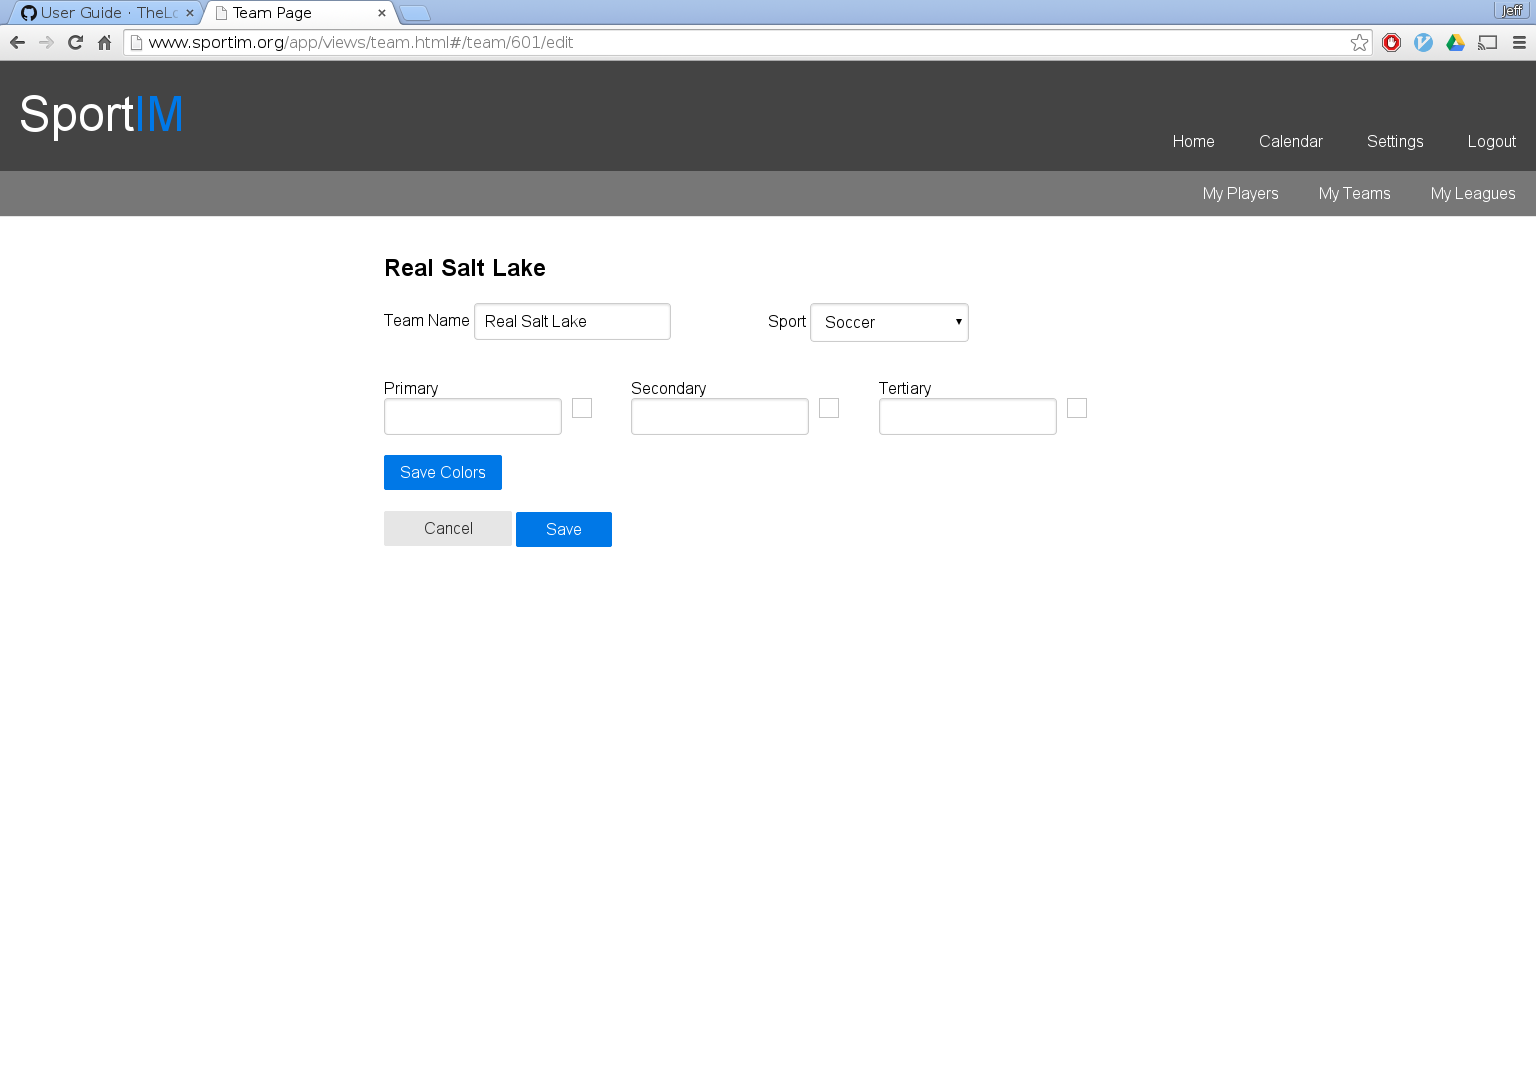 User Guide · TheLo
Team Page
Jeff
www.sportim.org/app/views/team.html#/team/601/edit
SportIM
Home Calendar Settings Logout
My Players My Teams My Leagues
Real Salt Lake
Team Name Real Salt Lake Sport Soccer
Primary Secondary Tertiary
Save Colors
Cancel Save